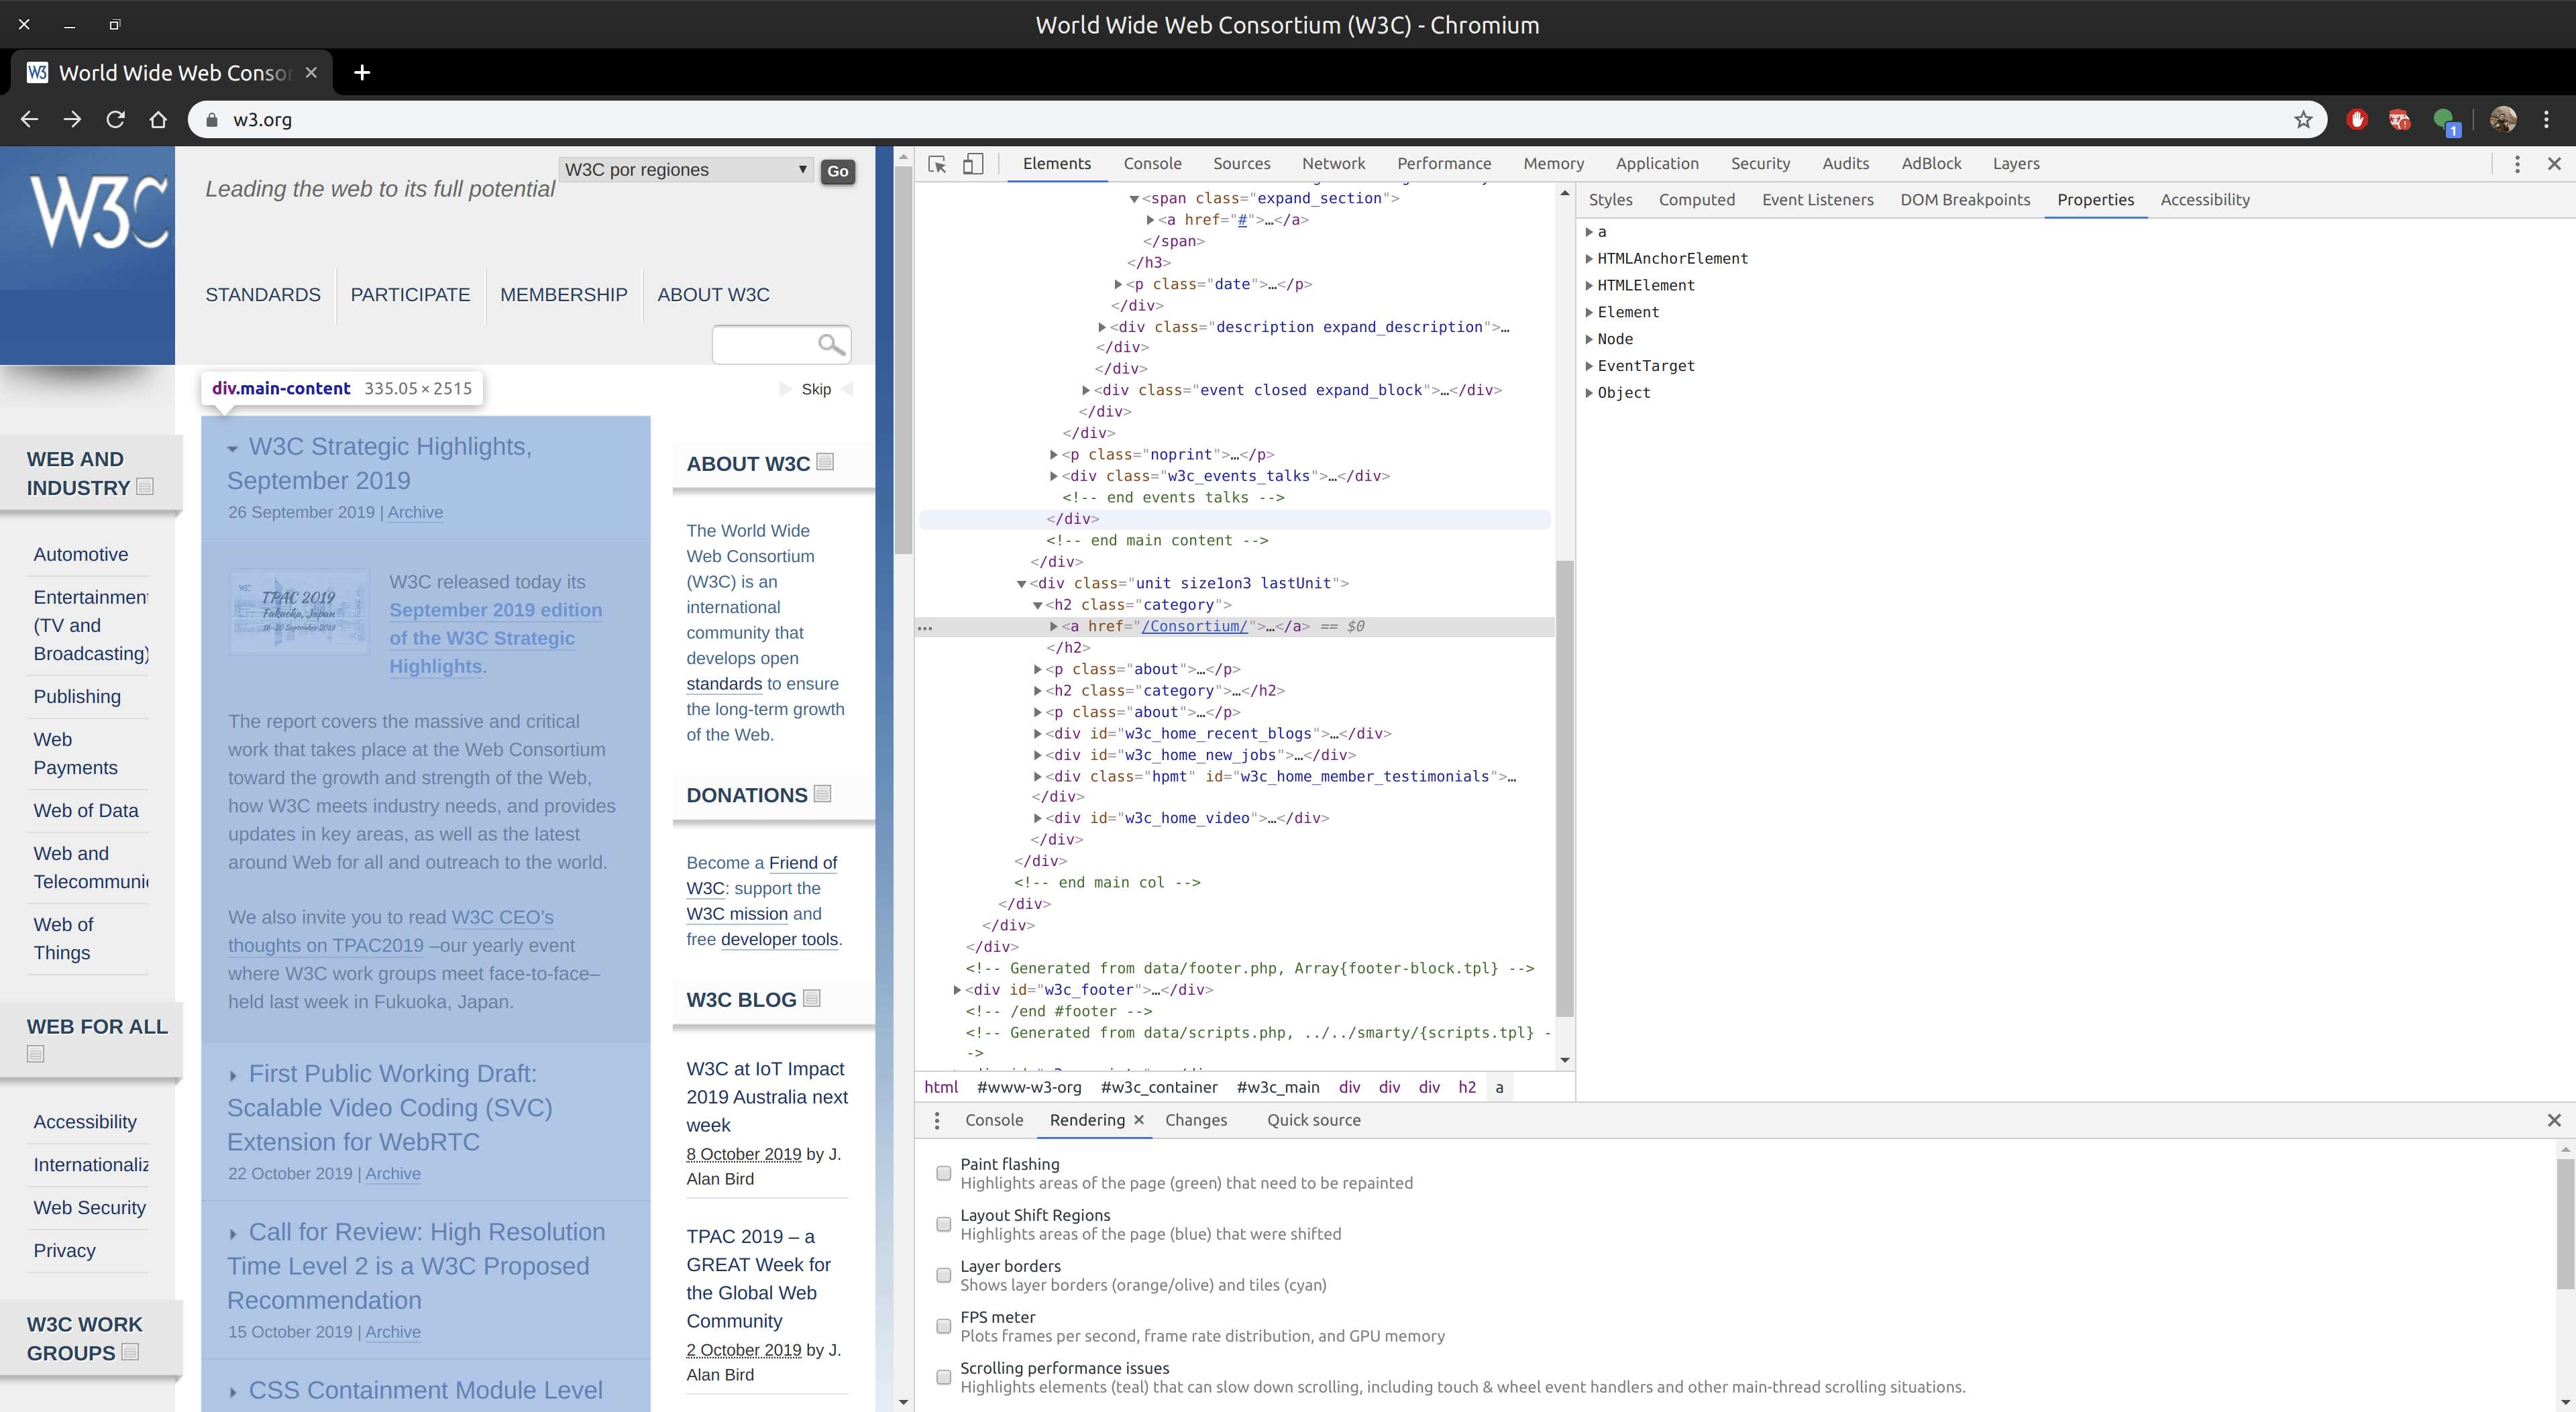 World Wide Web Consortium (W3C) - Chromium
World Wide Web Consor
w3.org
1
W3C
Leading the web to its full potential
W3C por regiones
Go
STANDARDS
PARTICIPATE
MEMBERSHIP
ABOUT W3C
div.main-content 335.05 × 2515
Skip
WEB AND
INDUSTRY
Automotive
Entertainment
(TV and
Broadcasting)
Publishing
Web
Payments
Web of Data
Web and
Telecommuni
Web of
Things
WEB FOR ALL
Accessibility
Internationaliz
Web Security
Privacy
W3C WORK
GROUPS
W3C Strategic Highlights,
September 2019
26 September 2019 | Archive
TPAC 2019
Fukuoka, Japan
16–20 September 2019
W3C released today its
September 2019 edition
of the W3C Strategic
Highlights.
The report covers the massive and critical
work that takes place at the Web Consortium
toward the growth and strength of the Web,
how W3C meets industry needs, and provides
updates in key areas, as well as the latest
around Web for all and outreach to the world.
We also invite you to read W3C CEO’s
thoughts on TPAC2019 –our yearly event
where W3C work groups meet face-to-face–
held last week in Fukuoka, Japan.
First Public Working Draft:
Scalable Video Coding (SVC)
Extension for WebRTC
22 October 2019 | Archive
Call for Review: High Resolution
Time Level 2 is a W3C Proposed
Recommendation
15 October 2019 | Archive
CSS Containment Module Level
ABOUT W3C
The World Wide
Web Consortium
(W3C) is an
international
community that
develops open
standards to ensure
the long-term growth
of the Web.
DONATIONS
Become a Friend of
W3C: support the
W3C mission and
free developer tools.
W3C BLOG
W3C at IoT Impact
2019 Australia next
week
8 October 2019 by J.
Alan Bird
TPAC 2019 – a
GREAT Week for
the Global Web
Community
2 October 2019 by J.
Alan Bird
Elements
Console
Sources
Network
Performance
Memory
Application
Security
Audits
AdBlock
Layers
<span class="expand_section">
<a href="#">…</a>
</span>
</h3>
<p class="date">…</p>
</div>
<div class="description expand_description">…
</div>
</div>
<div class="event closed expand_block">…</div>
</div>
</div>
<p class="noprint">…</p>
<div class="w3c_events_talks">…</div>
<!-- end events talks -->
</div>
<!-- end main content -->
</div>
<div class="unit size1on3 lastUnit">
<h2 class="category">
<a href="/Consortium/">…</a> == $0
</h2>
<p class="about">…</p>
<h2 class="category">…</h2>
<p class="about">…</p>
<div id="w3c_home_recent_blogs">…</div>
<div id="w3c_home_new_jobs">…</div>
<div class="hpmt" id="w3c_home_member_testimonials">…
</div>
<div id="w3c_home_video">…</div>
</div>
</div>
<!-- end main col -->
</div>
</div>
</div>
<!-- Generated from data/footer.php, Array{footer-block.tpl} -->
<div id="w3c_footer">…</div>
<!-- /end #footer -->
<!-- Generated from data/scripts.php, ../../smarty/{scripts.tpl} -
->
html #www-w3-org #w3c_container #w3c_main div div div h2 a
Styles
Computed
Event Listeners
DOM Breakpoints
Properties
Accessibility
a
HTMLAnchorElement
HTMLElement
Element
Node
EventTarget
Object
Console
Rendering
Changes
Quick source
Paint flashing
Highlights areas of the page (green) that need to be repainted
Layout Shift Regions
Highlights areas of the page (blue) that were shifted
Layer borders
Shows layer borders (orange/olive) and tiles (cyan)
FPS meter
Plots frames per second, frame rate distribution, and GPU memory
Scrolling performance issues
Highlights elements (teal) that can slow down scrolling, including touch & wheel event handlers and other main-thread scrolling situations.